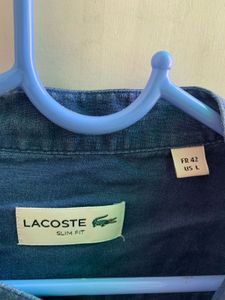 FR 42
US L
LACOSTE
SLIM FIT